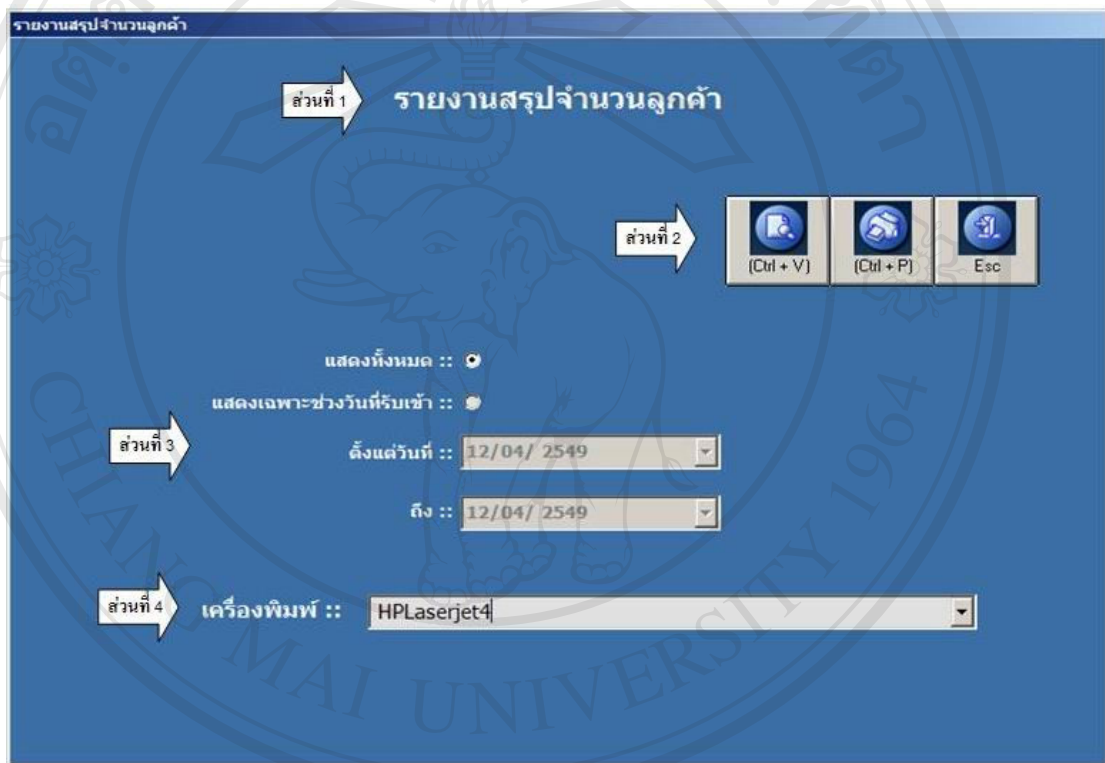 รายงานสรุปจำนวนลูกค้า
ส่วนที่ 1 รายงานสรุปจำนวนลูกค้า
ส่วนที่ 2
(Ctrl + V) (Ctrl + P) Esc
แสดงทั้งหมด ::
แสดงเฉพาะช่วงวันที่รับเข้า ::
ส่วนที่ 3
ตั้งแต่วันที่ :: 12/04/ 2549
ถึง :: 12/04/ 2549
ส่วนที่ 4 เครื่องพิมพ์ :: HPLaserjet4
CHIANG MAI UNIVERSITY 1964